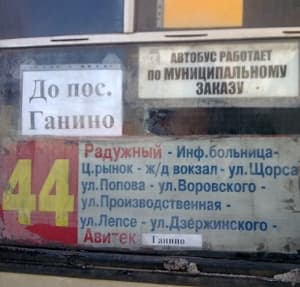 До пос.
Ганино
АВТОБУС РАБОТАЕТ
ПО МУНИЦИПАЛЬНОМУ
ЗАКАЗУ
44
Радужный - Инф.больница-
Ц.рынок - ж/д вокзал - ул.Щорса
ул.Попова - ул.Воровского -
ул.Производственная -
ул.Лепсе - ул.Дзержинского -
Авитек Ганино